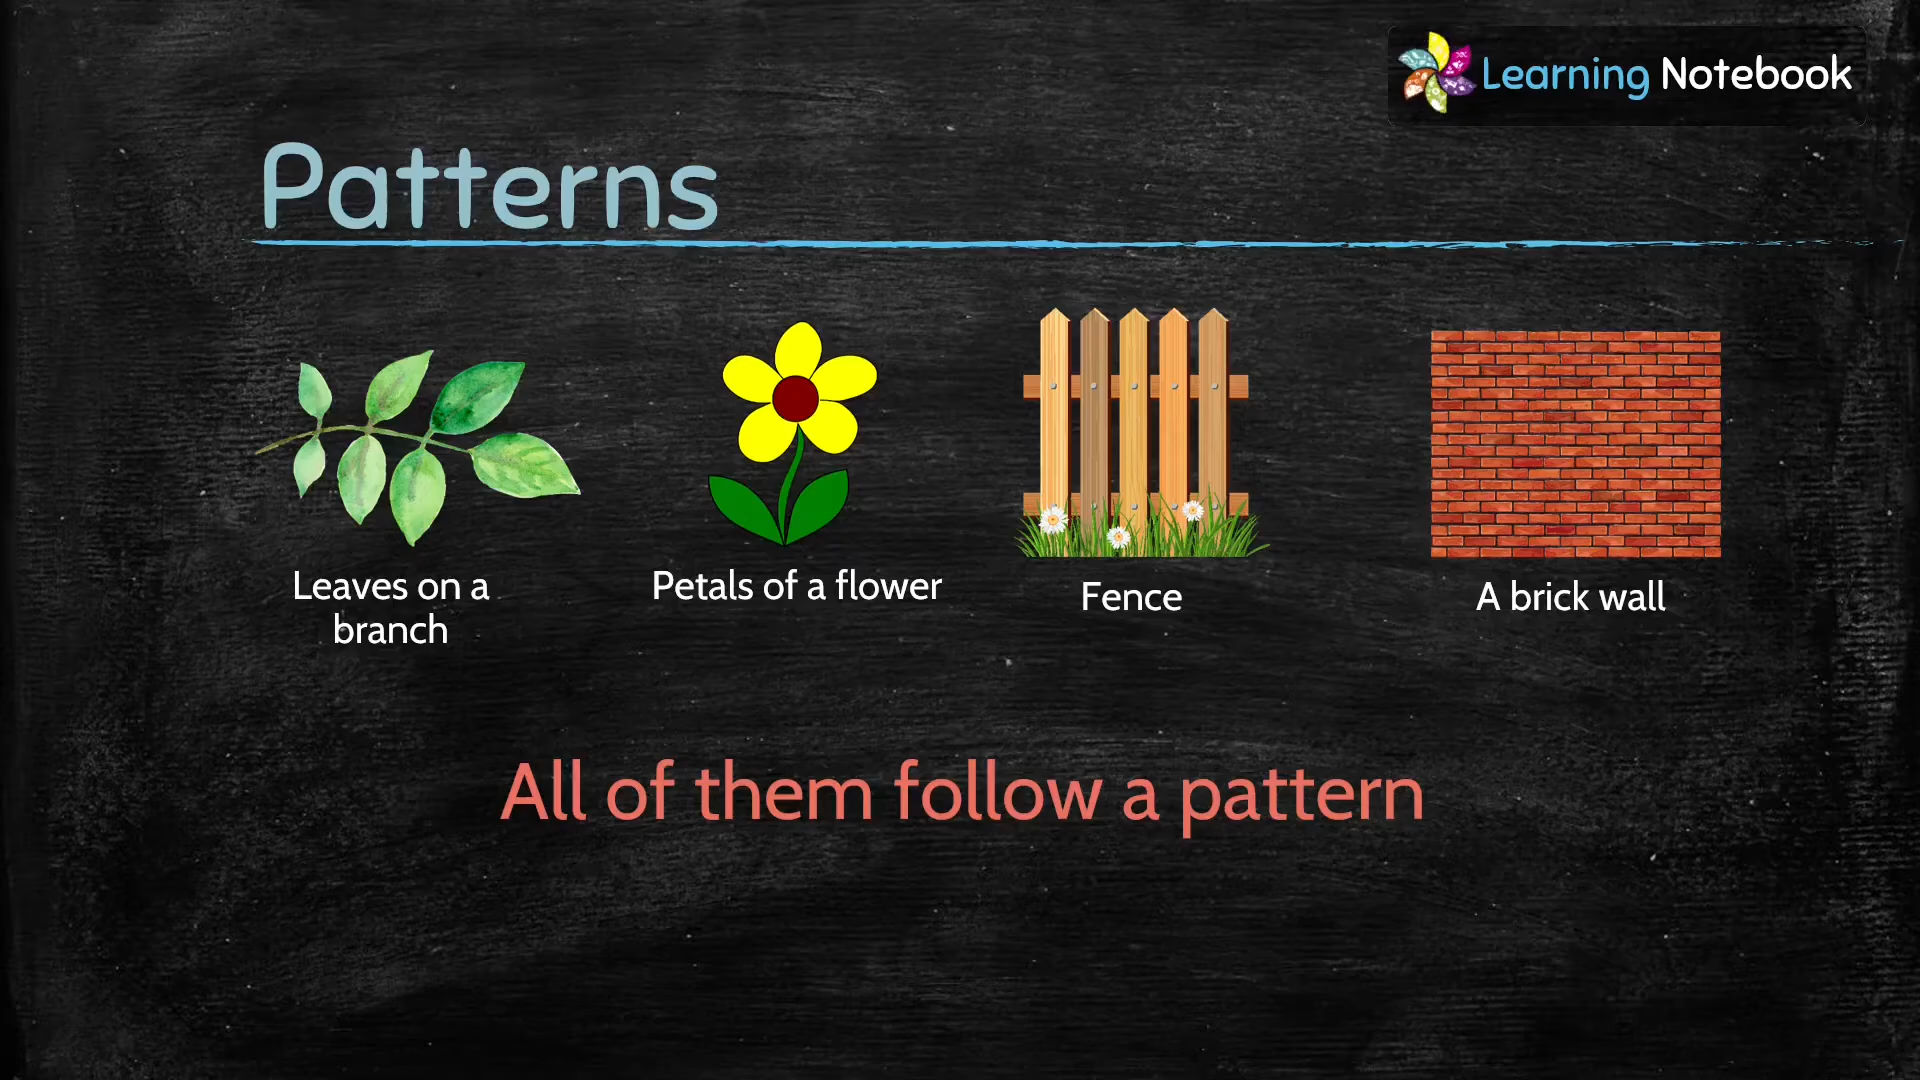 Learning Notebook
Patterns
Leaves on a
branch
Petals of a flower
Fence
A brick wall
All of them follow a pattern